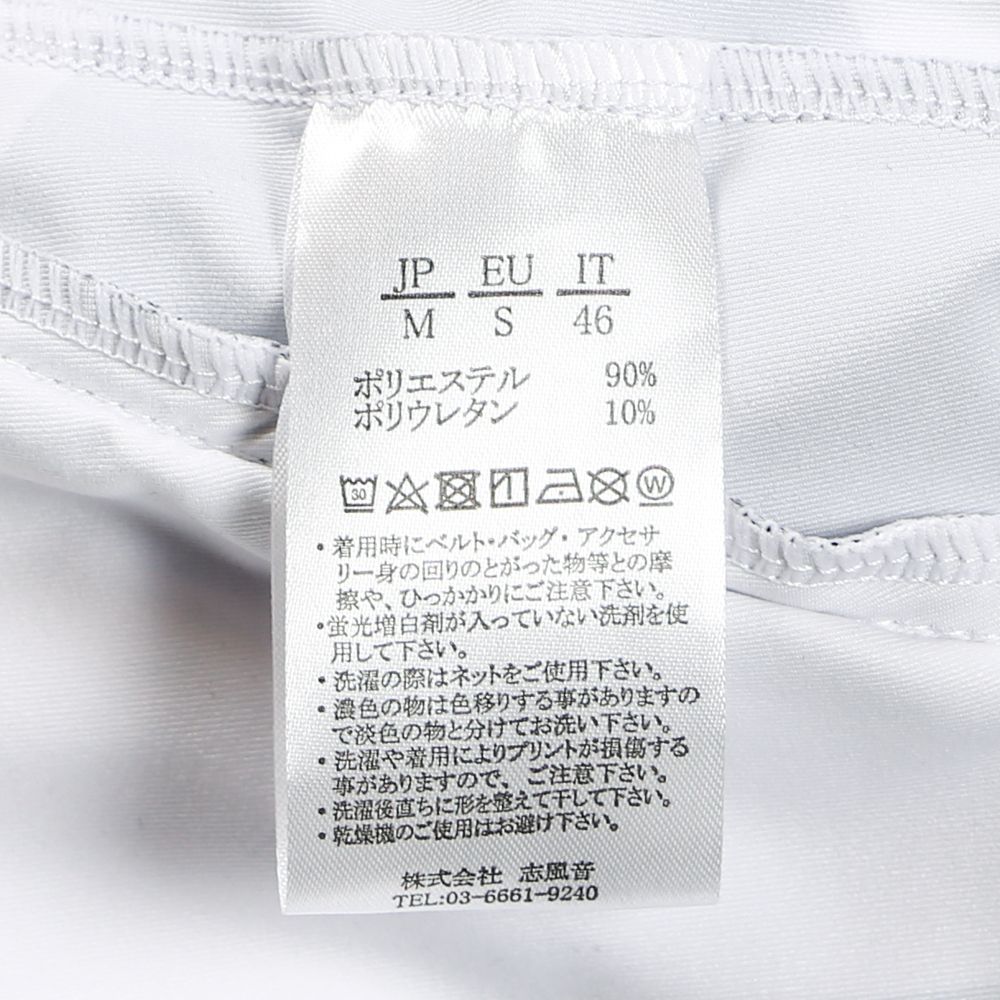 JP EU IT
M S 46
ポリエステル 90%
ポリウレタン 10%
30 W
・着用時にベルト・バッグ・アクセサ
リー身の回りのとがった物等との摩
擦や、ひっかかりにご注意下さい。
・蛍光増白剤が入っていない洗剤を使
用して下さい。
・洗濯の際はネットをご使用下さい。
・濃色の物は色移りする事がありますの
で淡色の物と分けてお洗い下さい。
・洗濯や着用によりプリントが損傷する
事がありますので、ご注意下さい。
・洗濯後直ちに形を整えて干して下さい。
・乾燥機のご使用はお避け下さい。
株式会社 志風音
TEL:03-6661-9240